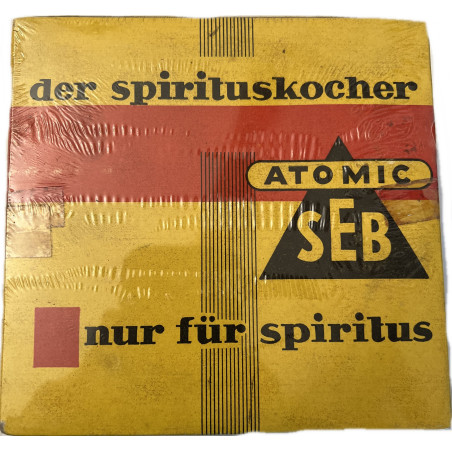 der spirituskocher
ATOMIC
SEB
nur für spiritus